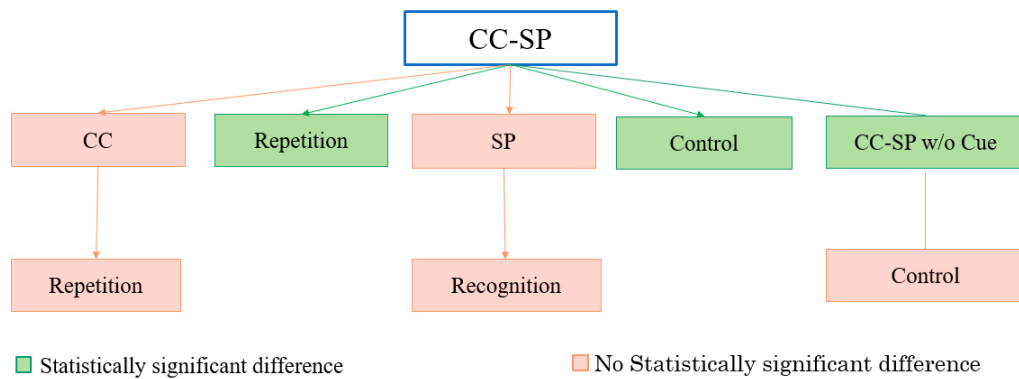 CC-SP
CC
Repetition
SP
Control
CC-SP w/o Cue
Repetition
Recognition
Control
Statistically significant difference
No Statistically significant difference